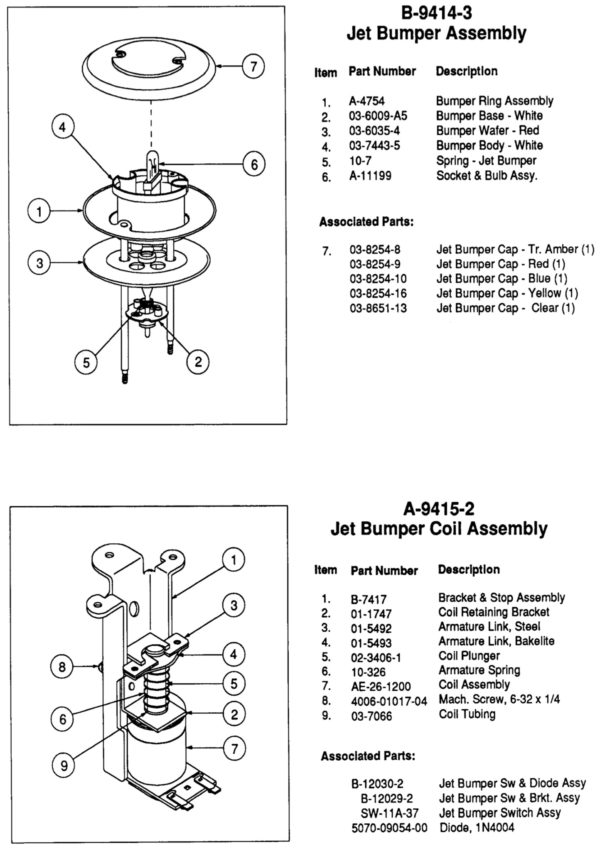 B-9414-3
Jet Bumper Assembly
Item Part Number Description
1. A-4754 Bumper Ring Assembly
2. 03-6009-A5 Bumper Base - White
3. 03-6035-4 Bumper Wafer - Red
4. 03-7443-5 Bumper Body - White
5. 10-7 Spring - Jet Bumper
6. A-11199 Socket & Bulb Assy.
Associated Parts:
7. 03-8254-8 Jet Bumper Cap - Tr. Amber (1)
03-8254-9 Jet Bumper Cap - Red (1)
03-8254-10 Jet Bumper Cap - Blue (1)
03-8254-16 Jet Bumper Cap - Yellow (1)
03-8651-13 Jet Bumper Cap - Clear (1)
7
4
6
1
3
5
2
A-9415-2
Jet Bumper Coil Assembly
Item Part Number Description
1. B-7417 Bracket & Stop Assembly
2. 01-1747 Coil Retaining Bracket
3. 01-5492 Armature Link, Steel
4. 01-5493 Armature Link, Bakelite
5. 02-3406-1 Coil Plunger
6. 10-326 Armature Spring
7. AE-26-1200 Coil Assembly
8. 4006-01017-04 Mach. Screw, 6-32 x 1/4
9. 03-7066 Coil Tubing
Associated Parts:
B-12030-2 Jet Bumper Sw & Diode Assy
B-12029-2 Jet Bumper Sw & Brkt. Assy
SW-11A-37 Jet Bumper Switch Assy
5070-09054-00 Diode, 1N4004
1
3
8
4
5
6
2
7
9